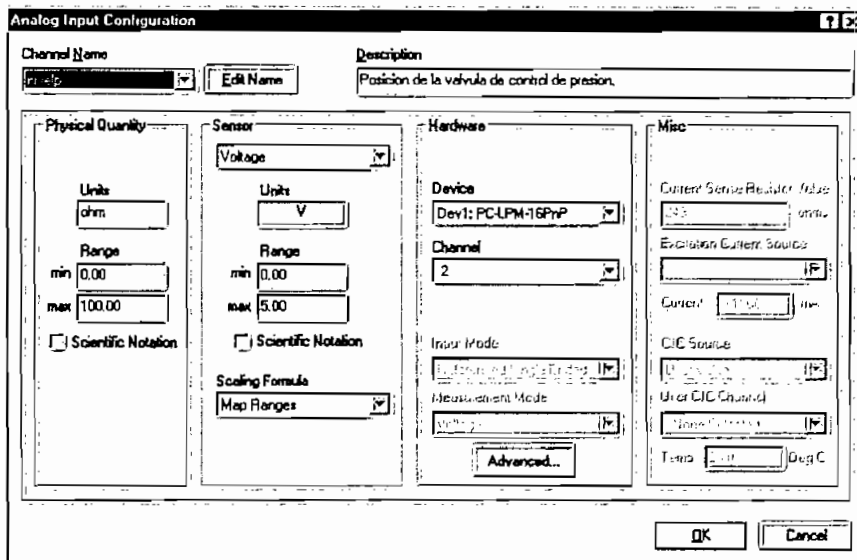 Analog Input Configuration
Channel Name
Edit Name
Description
Posicion de la valvula de control de presion.
Physical Quantity
Units
ohm
Range
min 0.00
max 100.00
Scientific Notation
Sensor
Voltage
Units
V
Range
min 0.00
max 5.00
Scientific Notation
Scaling Formula
Map Ranges
Hardware
Device
Dev1: PC-LPM-16PnP
Channel
2
Input Mode
Measurement Mode
Voltage
Advanced...
Misc
Current Sense Resistor Value
ohms
Excitation Current Source
Current
CJC Source
User CJC Channel
Temp Deg C
OK
Cancel